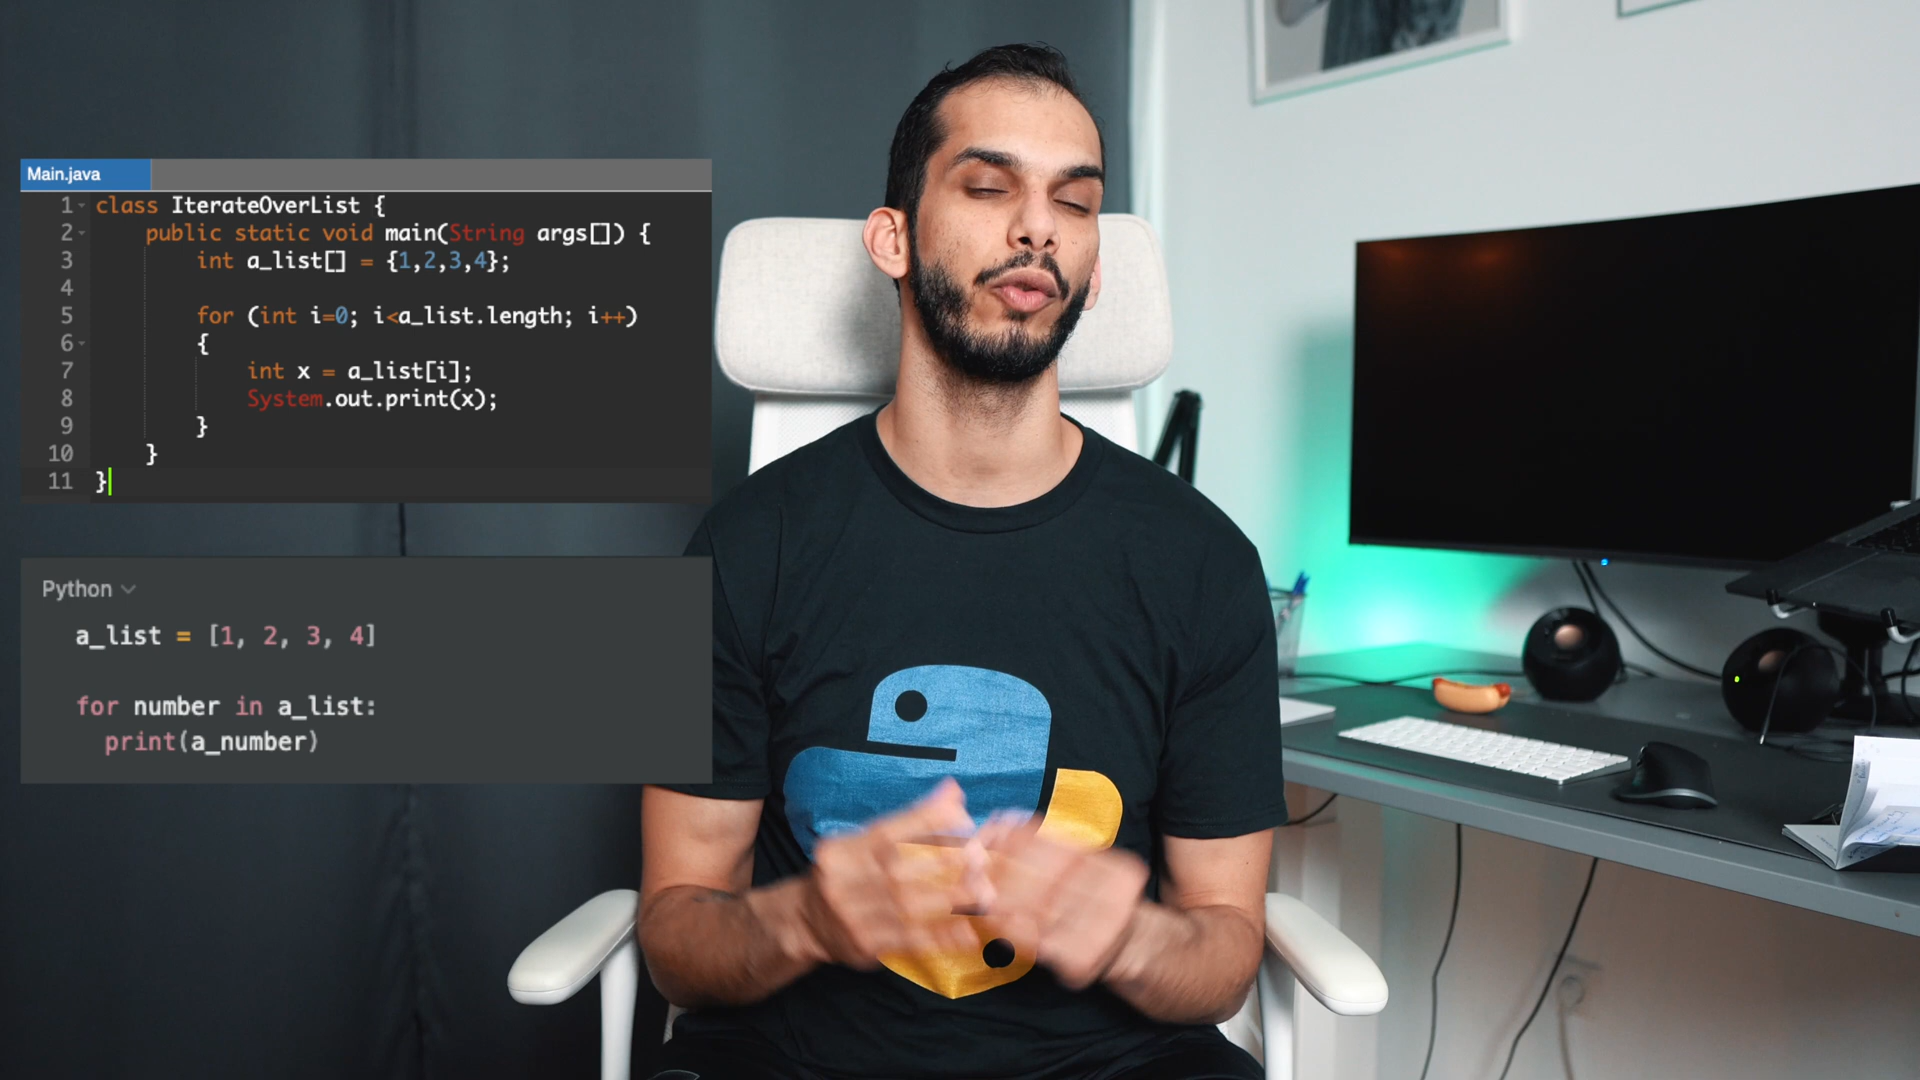 Main.java
1 class IterateOverList {
2     public static void main(String args[]) {
3         int a_list[] = {1,2,3,4};
4
5         for (int i=0; i<a_list.length; i++)
6         {
7             int x = a_list[i];
8             System.out.print(x);
9         }
10     }
11 }
Python
a_list = [1, 2, 3, 4]
for number in a_list:
  print(a_number)